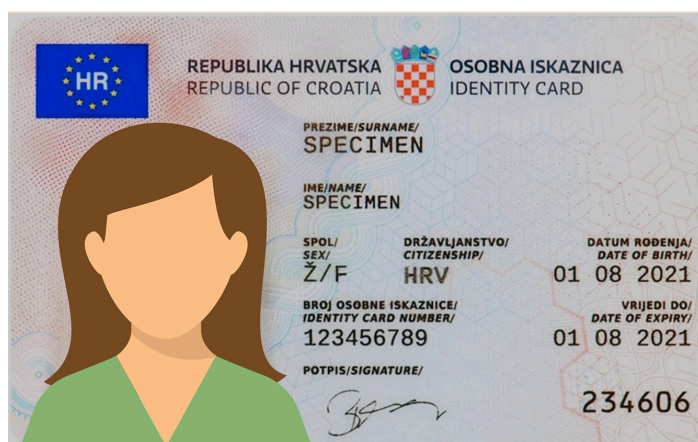 HR
REPUBLIKA HRVATSKA
REPUBLIC OF CROATIA
OSOBNA ISKAZNICA
IDENTITY CARD
PREZIME/SURNAME/
SPECIMEN
IME/NAME/
SPECIMEN
SPOL/
SEX/
Ž/F
DRŽAVLJANSTVO/
CITIZENSHIP/
HRV
DATUM ROĐENJA/
DATE OF BIRTH/
01 08 2021
BROJ OSOBNE ISKAZNICE/
IDENTITY CARD NUMBER/
123456789
VRIJEDI DO/
DATE OF EXPIRY/
01 08 2021
POTPIS/SIGNATURE/
234606